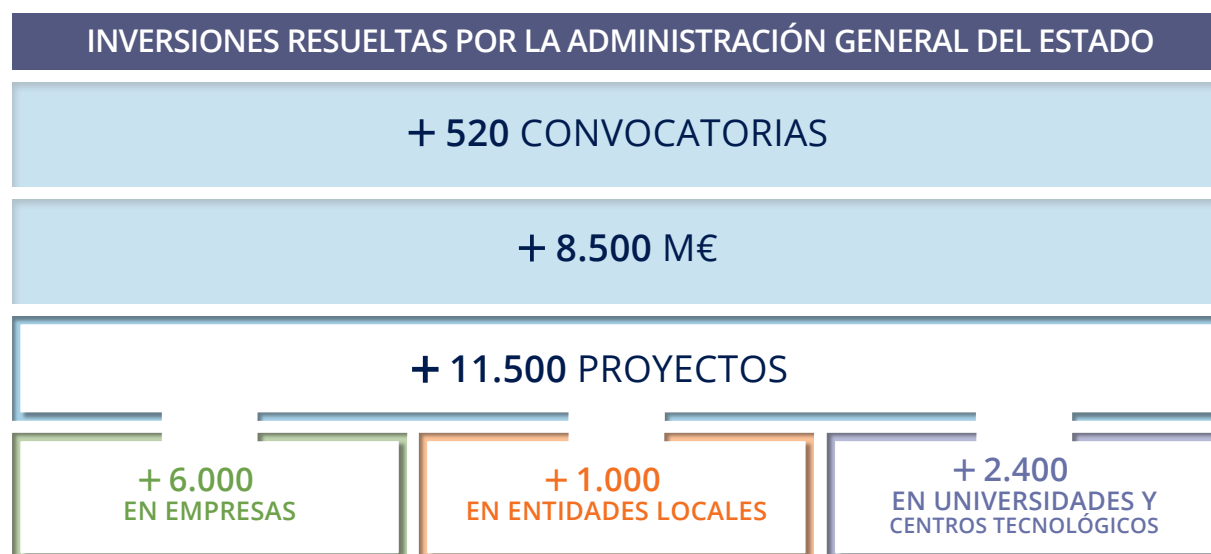 INVERSIONES RESUELTAS POR LA ADMINISTRACIÓN GENERAL DEL ESTADO
+ 520 CONVOCATORIAS
+ 8.500 M€
+ 11.500 PROYECTOS
+ 6.000
EN EMPRESAS
+ 1.000
EN ENTIDADES LOCALES
+ 2.400
EN UNIVERSIDADES Y
CENTROS TECNOLÓGICOS